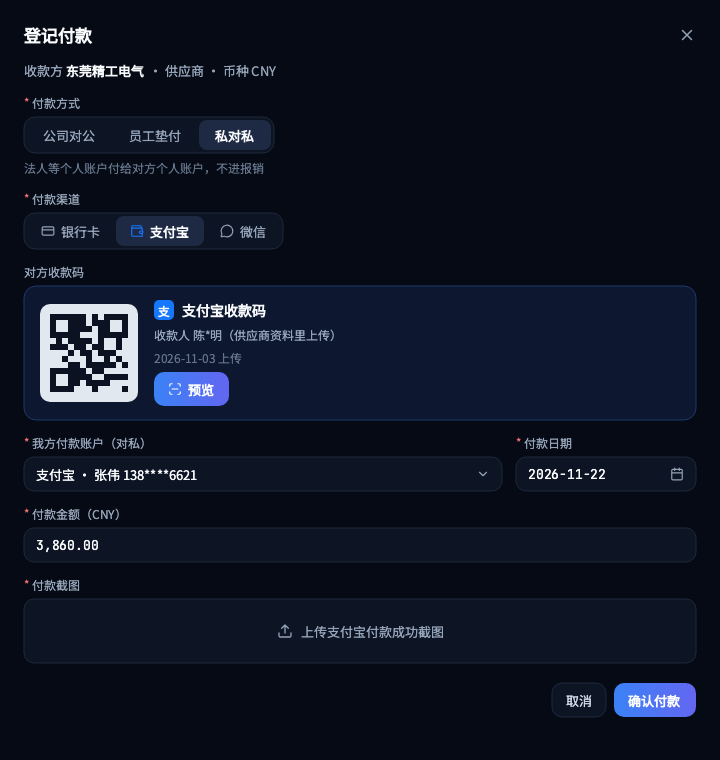 登记付款
收款方 东莞精工电气 • 供应商 • 币种 CNY
* 付款方式
公司对公 员工垫付 私对私
法人等个人账户付给对方个人账户，不进报销
* 付款渠道
银行卡 支付宝 微信
对方收款码
支 支付宝收款码
收款人 陈*明（供应商资料里上传）
2026-11-03 上传
预览
* 我方付款账户（对私） * 付款日期
支付宝 • 张伟 138****6621 2026-11-22
* 付款金额（CNY）
3,860.00
* 付款截图
上传支付宝付款成功截图
取消 确认付款